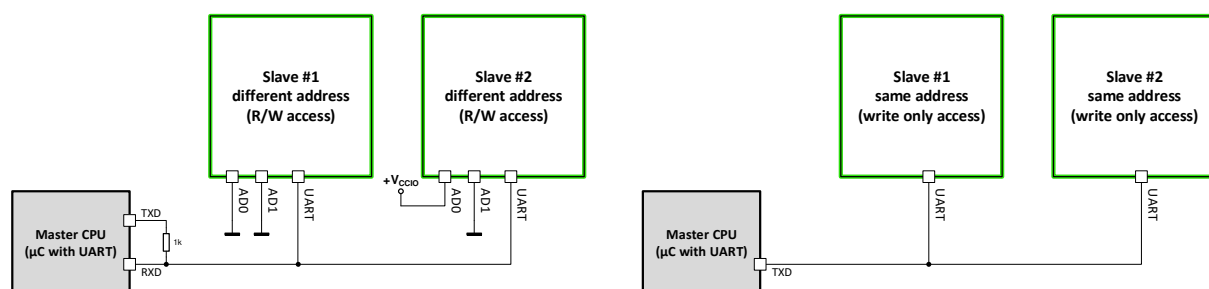 Slave #1
different address
(R/W access)
Slave #2
different address
(R/W access)
+VCCIO
AD0
AD1
UART
AD0
AD1
UART
Master CPU
(µC with UART)
TXD
1k
RXD
Slave #1
same address
(write only access)
Slave #2
same address
(write only access)
UART
UART
Master CPU
(µC with UART)
TXD